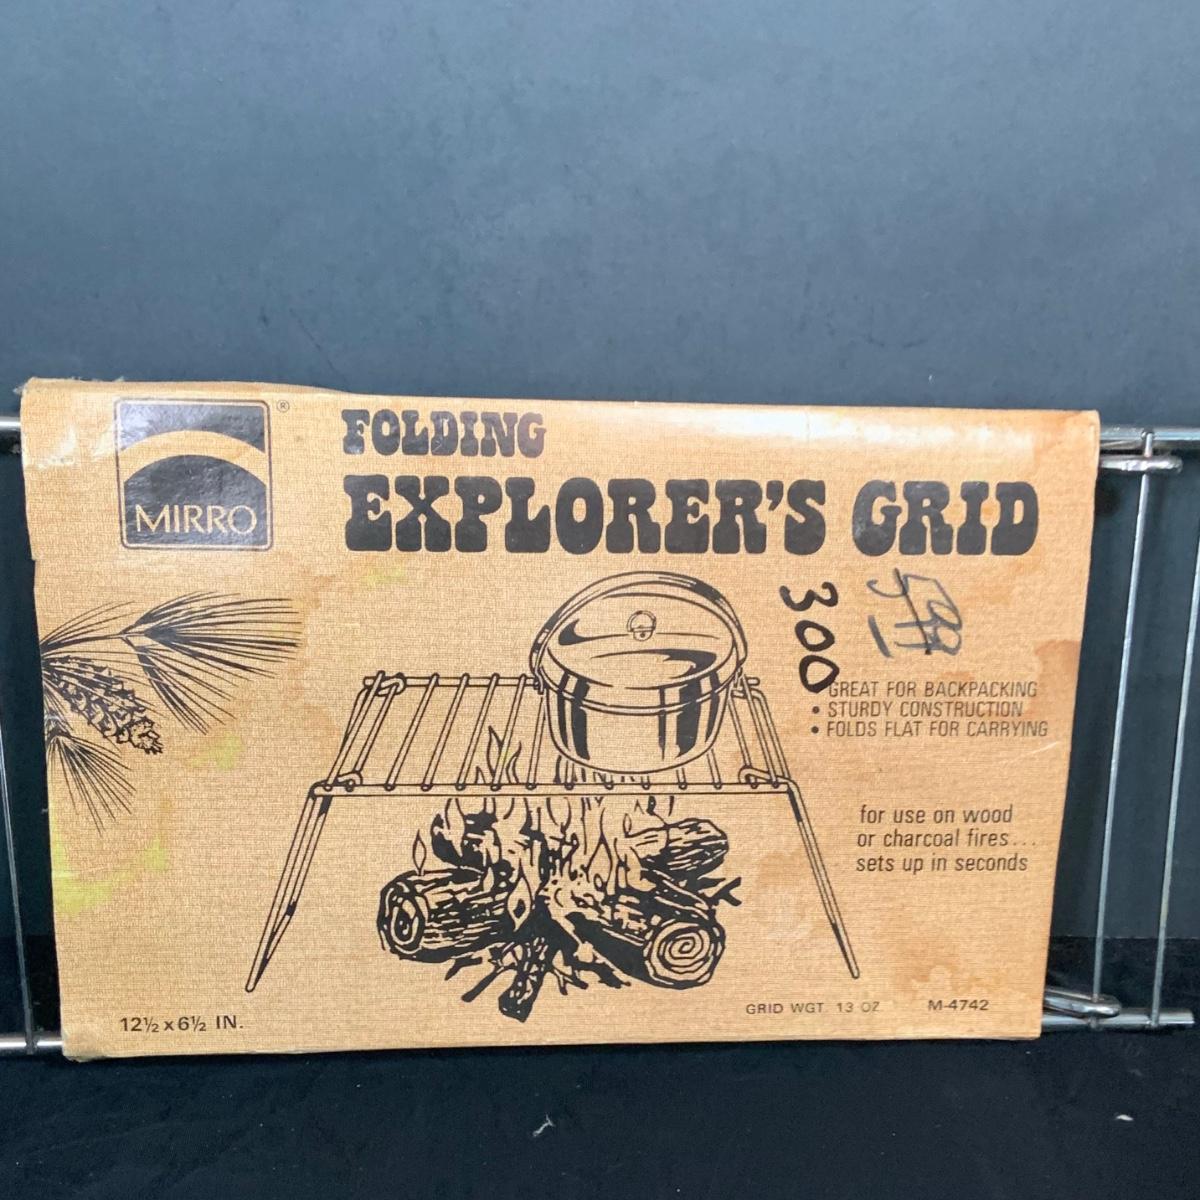 MIRRO ®
FOLDING
EXPLORER'S GRID
300
GREAT FOR BACKPACKING
• STURDY CONSTRUCTION
• FOLDS FLAT FOR CARRYING
for use on wood
or charcoal fires...
sets up in seconds
12½ x 6½ IN.
GRID WGT. 13 OZ
M-4742